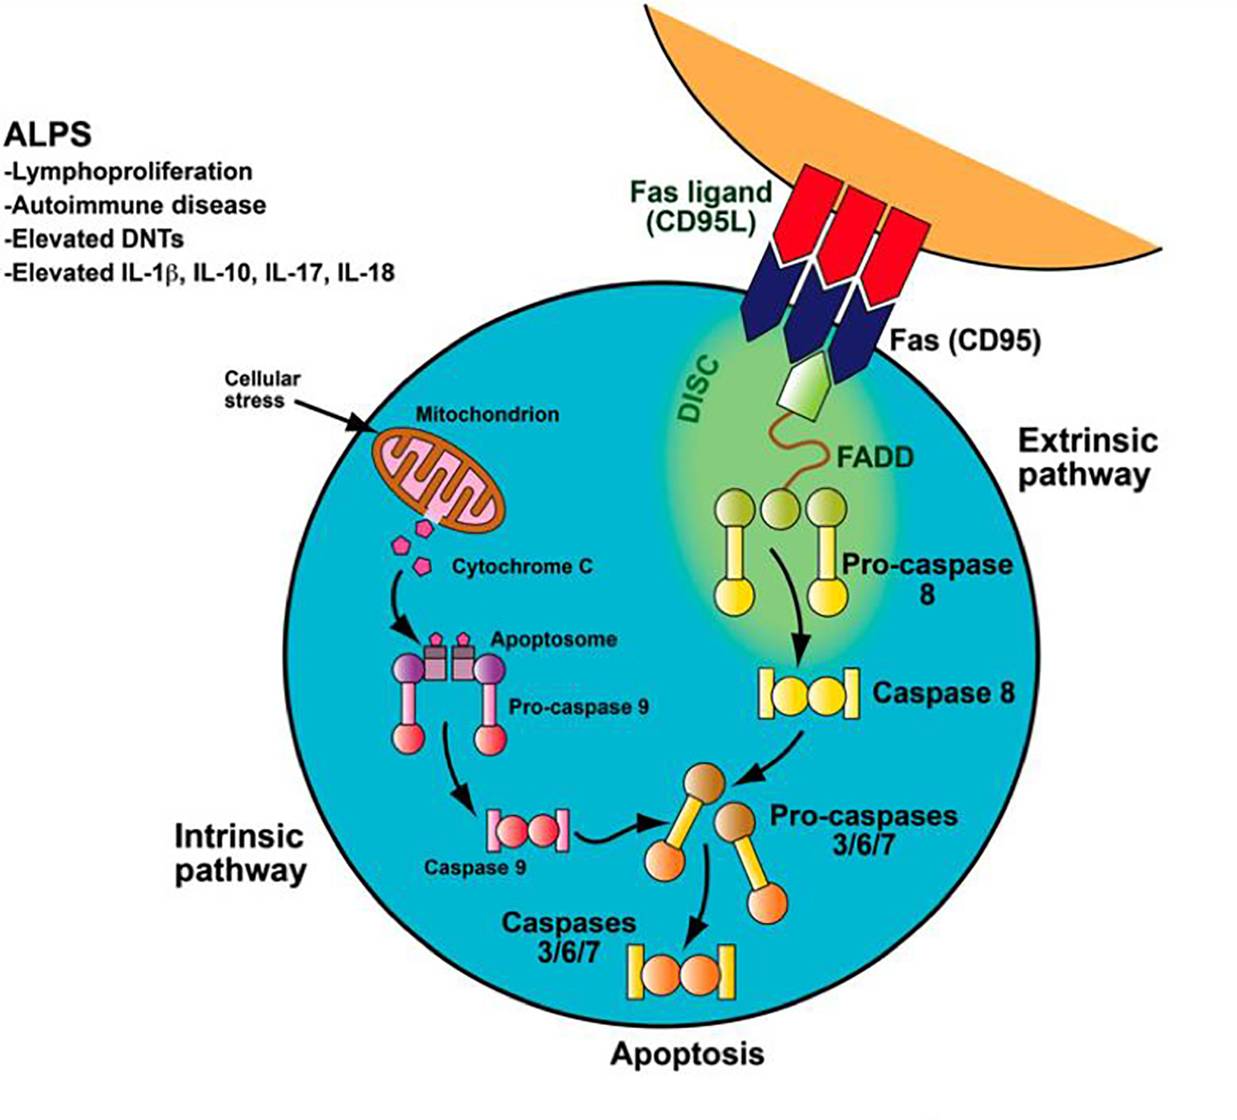 ALPS
-Lymphoproliferation
-Autoimmune disease
-Elevated DNTs
-Elevated IL-1β, IL-10, IL-17, IL-18
Fas ligand
(CD95L)
Fas (CD95)
DISC
Cellular
stress
Mitochondrion
Extrinsic
pathway
FADD
Cytochrome C
Pro-caspase
8
Apoptosome
Pro-caspase 9
Caspase 8
Intrinsic
pathway
Caspase 9
Pro-caspases
3/6/7
Caspases
3/6/7
Apoptosis